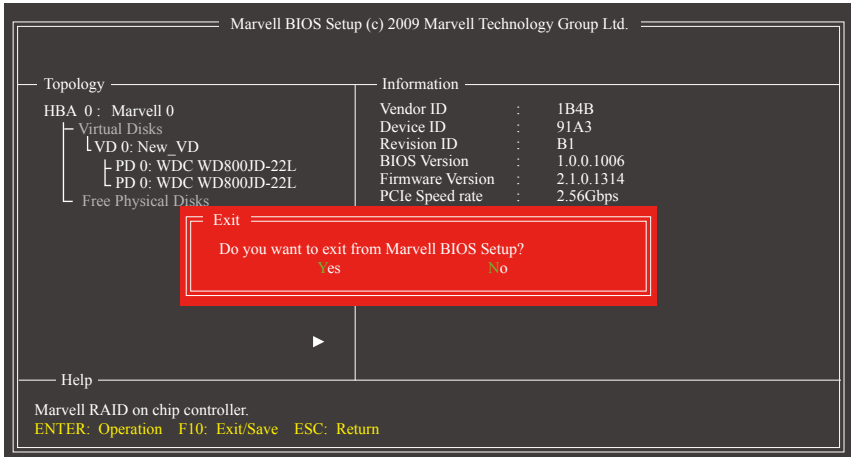 Marvell BIOS Setup (c) 2009 Marvell Technology Group Ltd.
Topology
HBA 0 : Marvell 0
Virtual Disks
VD 0: New_VD
PD 0: WDC WD800JD-22L
PD 0: WDC WD800JD-22L
Free Physical Disks
Information
Vendor ID : 1B4B
Device ID : 91A3
Revision ID : B1
BIOS Version : 1.0.0.1006
Firmware Version : 2.1.0.1314
PCIe Speed rate : 2.56Gbps
Exit
Do you want to exit from Marvell BIOS Setup?
Yes No
Help
Marvell RAID on chip controller.
ENTER: Operation F10: Exit/Save ESC: Return